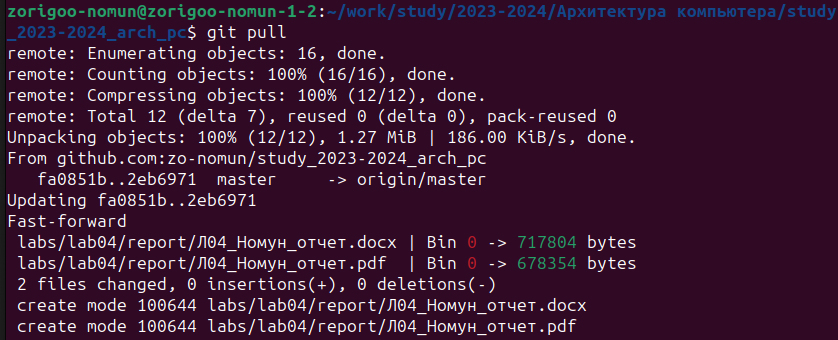 zorigoo-nomun@zorigoo-nomun-1-2:~/work/study/2023-2024/Архитектура компьютера/study
_2023-2024_arch_pc$ git pull
remote: Enumerating objects: 16, done.
remote: Counting objects: 100% (16/16), done.
remote: Compressing objects: 100% (12/12), done.
remote: Total 12 (delta 7), reused 0 (delta 0), pack-reused 0
Unpacking objects: 100% (12/12), 1.27 MiB | 186.00 KiB/s, done.
From github.com:zo-nomun/study_2023-2024_arch_pc
   fa0851b..2eb6971  master     -> origin/master
Updating fa0851b..2eb6971
Fast-forward
 labs/lab04/report/Л04_Номун_отчет.docx | Bin 0 -> 717804 bytes
 labs/lab04/report/Л04_Номун_отчет.pdf  | Bin 0 -> 678354 bytes
 2 files changed, 0 insertions(+), 0 deletions(-)
 create mode 100644 labs/lab04/report/Л04_Номун_отчет.docx
 create mode 100644 labs/lab04/report/Л04_Номун_отчет.pdf